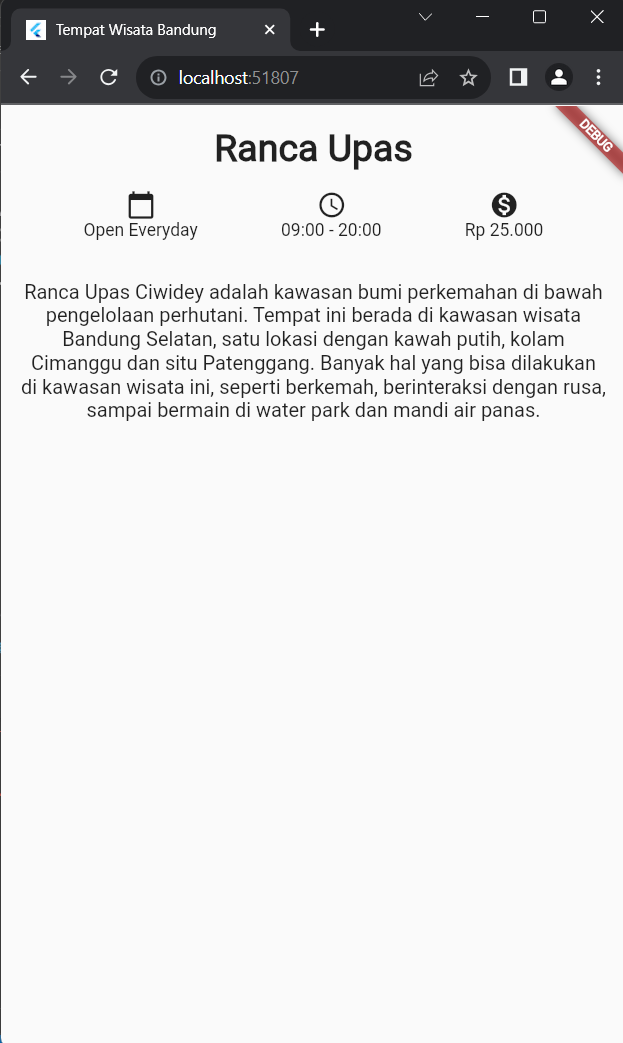 Tempat Wisata Bandung
localhost:51807
DEBUG
Ranca Upas
Open Everyday
09:00 - 20:00
Rp 25.000
Ranca Upas Ciwidey adalah kawasan bumi perkemahan di bawah
pengelolaan perhutani. Tempat ini berada di kawasan wisata
Bandung Selatan, satu lokasi dengan kawah putih, kolam
Cimanggu dan situ Patenggang. Banyak hal yang bisa dilakukan
di kawasan wisata ini, seperti berkemah, berinteraksi dengan rusa,
sampai bermain di water park dan mandi air panas.